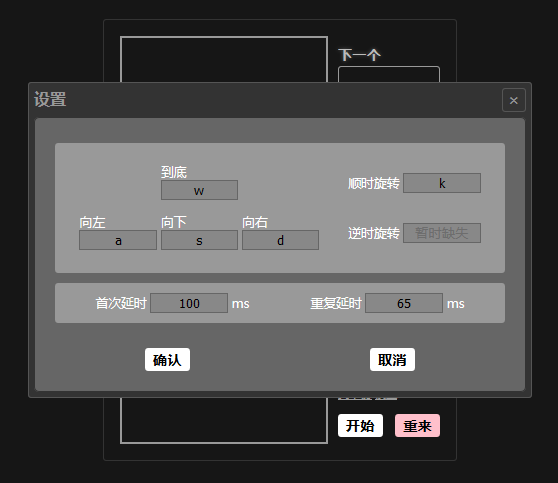 下一个
设置
×
到底
w
顺时旋转 k
向左 向下 向右
a s d
逆时旋转 暂时缺失
首次延时 100 ms 重复延时 65 ms
确认 取消
开始 重来